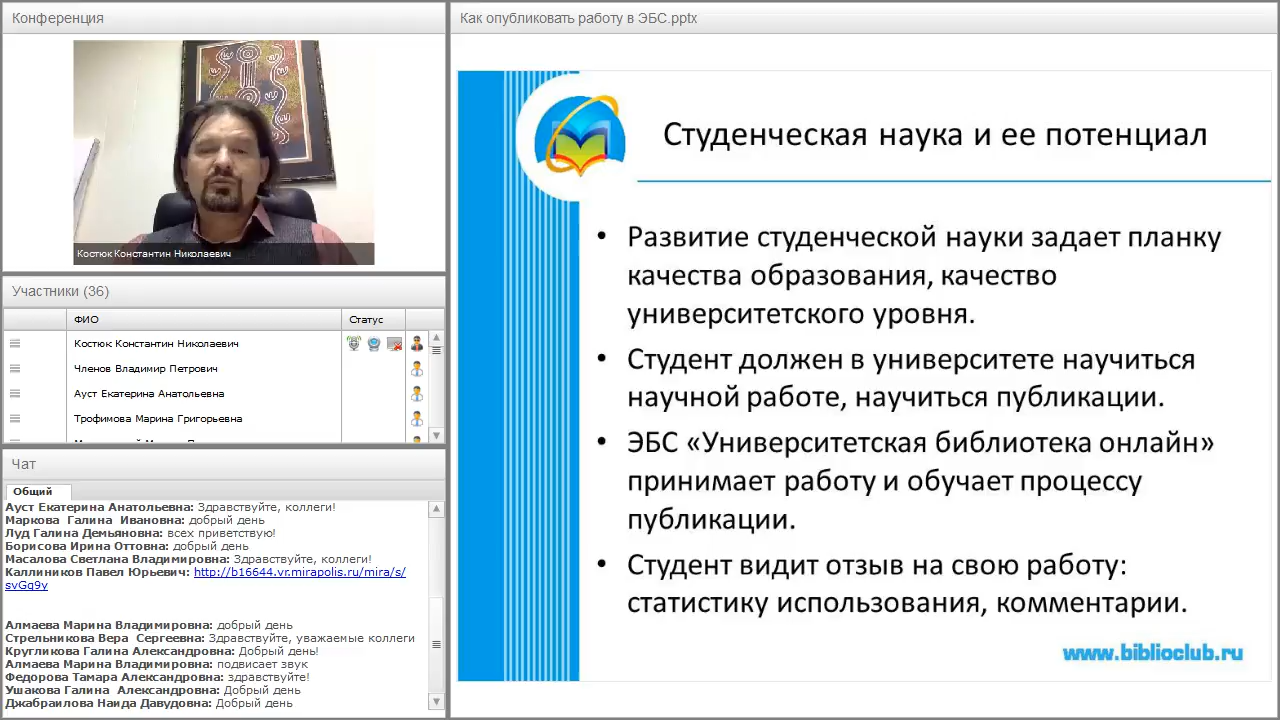 Конференция
Костюк Константин Николаевич
Участники (36)
ФИО Статус
Костюк Константин Николаевич
Членов Владимир Петрович
Ауст Екатерина Анатольевна
Трофимова Марина Григорьевна
Чат
Общий
Ауст Екатерина Анатольевна: Здравствуйте, коллеги!
Маркова Галина Ивановна: добрый день
Луд Галина Демьяновна: всех приветствую!
Борисова Ирина Оттовна: добрый день
Масалова Светлана Владимировна: Здравствуйте, коллеги!
Каллиников Павел Юрьевич: http://b16644.vr.mirapolis.ru/mira/s/
svGq9y
Алмаева Марина Владимировна: добрый день
Стрельникова Вера Сергеевна: Здравствуйте, уважаемые коллеги
Кругликова Галина Александровна: Добрый день!
Алмаева Марина Владимировна: подвисает звук
Федорова Тамара Александровна: здравствуйте!
Ушакова Галина Александровна: Добрый день
Джабраилова Наида Давудовна: Добрый день
Как опубликовать работу в ЭБС.pptx
Студенческая наука и ее потенциал
• Развитие студенческой науки задает планку
качества образования, качество
университетского уровня.
• Студент должен в университете научиться
научной работе, научиться публикации.
• ЭБС «Университетская библиотека онлайн»
принимает работу и обучает процессу
публикации.
• Студент видит отзыв на свою работу:
статистику использования, комментарии.
www.biblioclub.ru